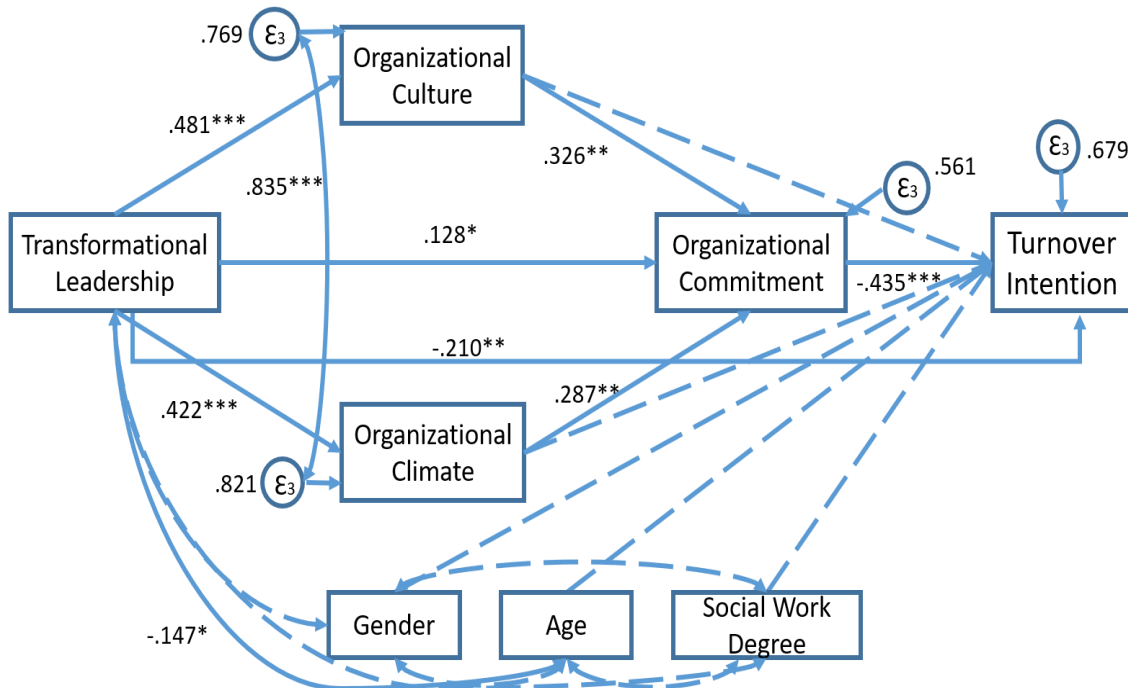 .769
ε3
Organizational
Culture
.481***
.326**
.835***
ε3
.561
ε3
.679
Transformational
Leadership
.128*
Organizational
Commitment
-.435***
Turnover
Intention
-.210**
.422***
.287**
Organizational
Climate
.821
ε3
Gender
Age
Social Work
Degree
-.147*